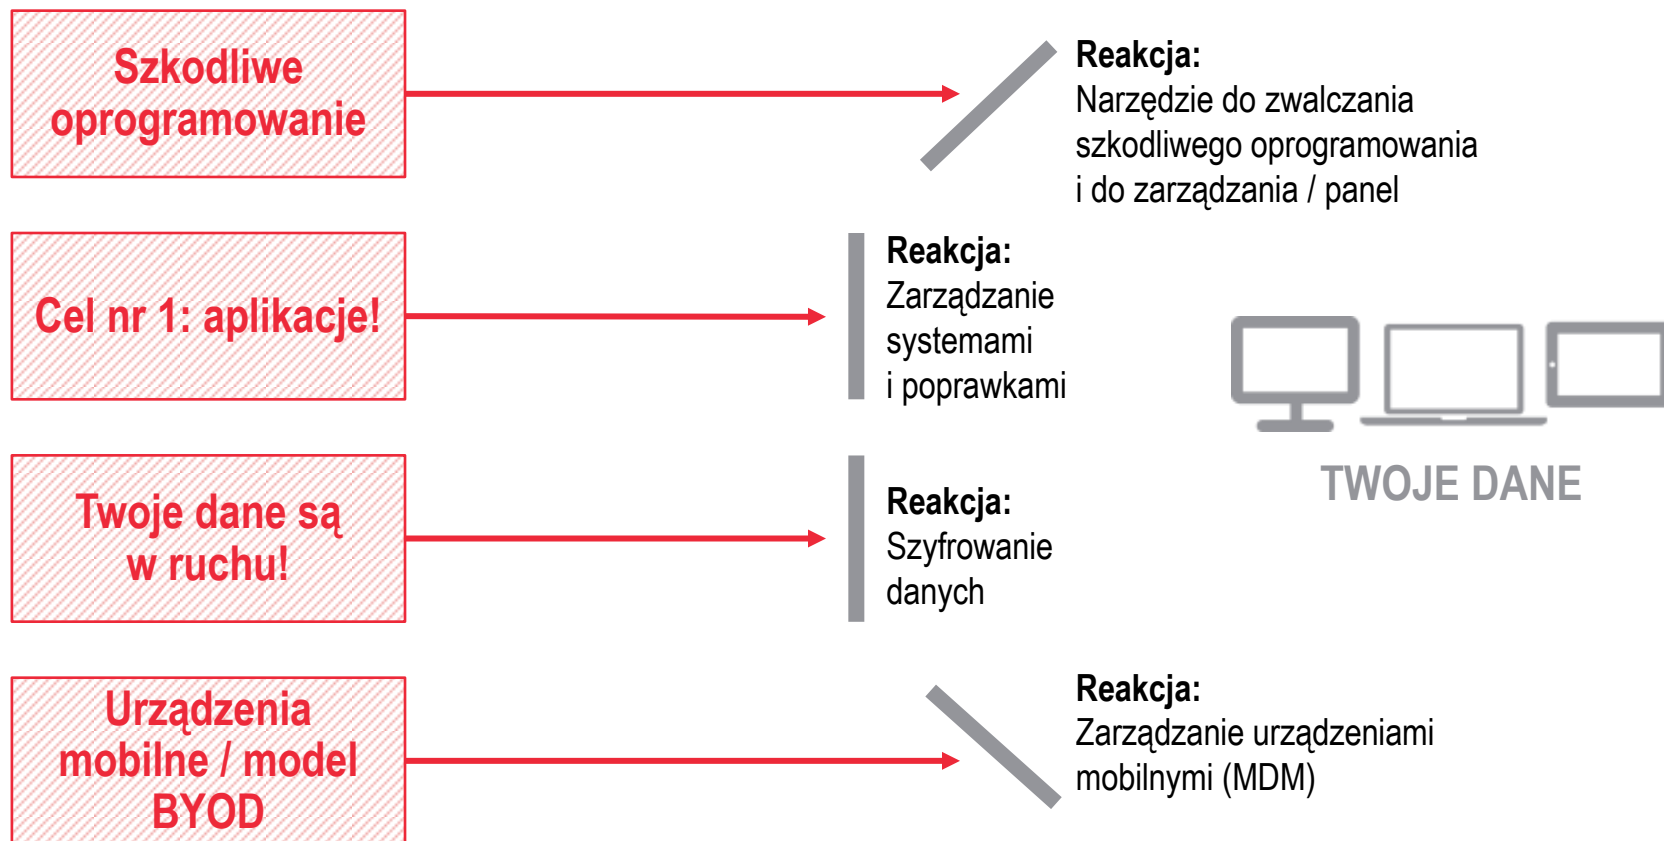 Szkodliwe
oprogramowanie
Reakcja:
Narzędzie do zwalczania
szkodliwego oprogramowania
i do zarządzania / panel
Cel nr 1: aplikacje!
Reakcja:
Zarządzanie
systemami
i poprawkami
TWOJE DANE
Twoje dane są
w ruchu!
Reakcja:
Szyfrowanie
danych
Urządzenia
mobilne / model
BYOD
Reakcja:
Zarządzanie urządzeniami
mobilnymi (MDM)